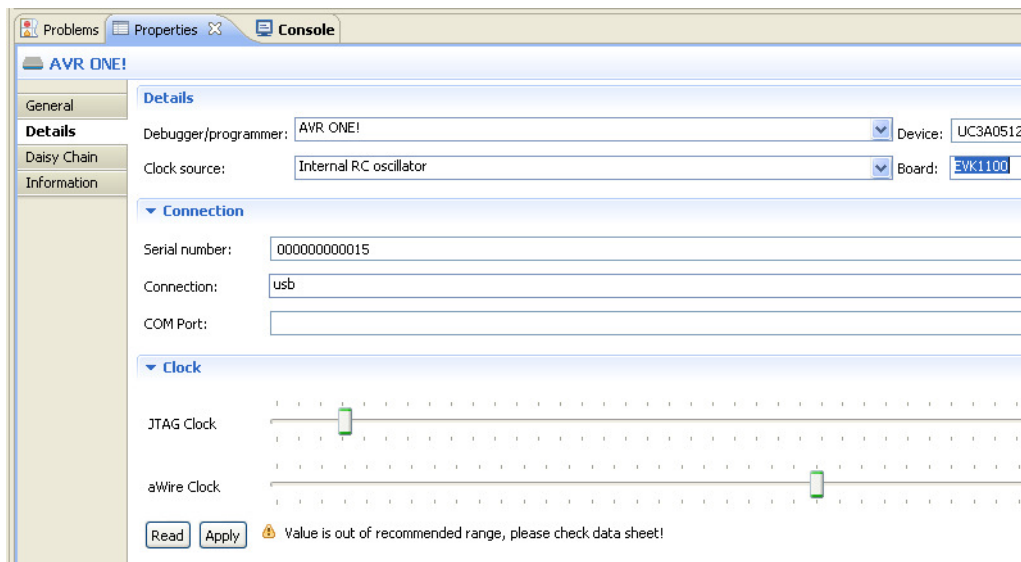 Problems Properties Console
AVR ONE!
General
Details
Daisy Chain
Information
Details
Debugger/programmer: AVR ONE! Device: UC3A0512
Clock source: Internal RC oscillator Board: EVK1100
Connection
Serial number: 000000000015
Connection: usb
COM Port:
Clock
JTAG Clock
aWire Clock
Read Apply Value is out of recommended range, please check data sheet!